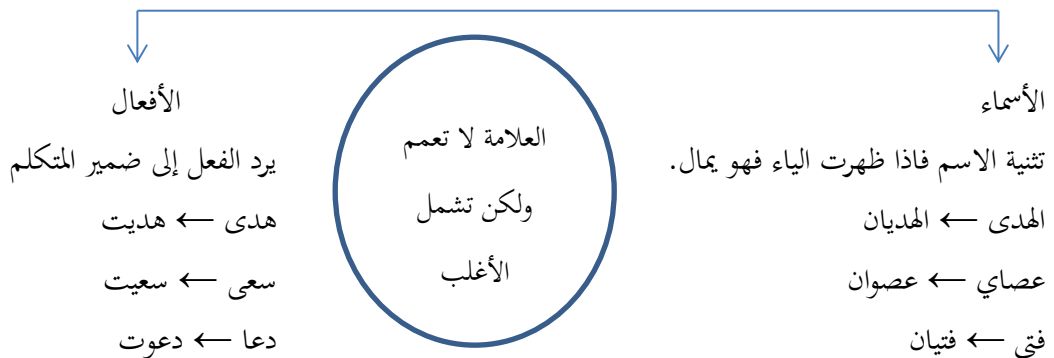 الأسماء
تثنية الاسم فاذا ظهرت الياء فهو يمال.
الهدى ← الهديان
عصاي ← عصوان
فتى ← فتيان
العلامة لا تعمم
ولكن تشمل
الأغلب
الأفعال
يرد الفعل إلى ضمير المتكلم
هدى ← هديت
سعى ← سعيت
دعا ← دعوت